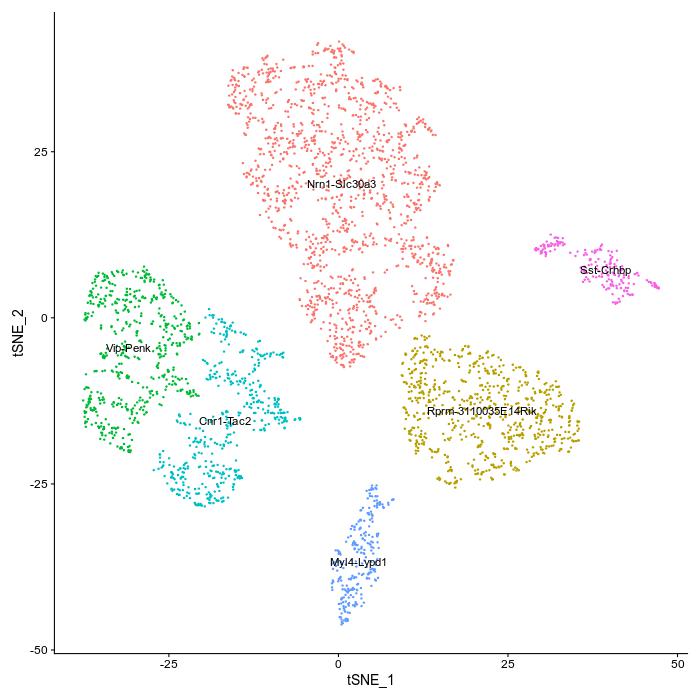 25
Nrn1-Slc30a3
Sst-Crhbp
0
tSNE_2
Vip-Penk
Rprm-3110035E14Rik
Cnr1-Tac2
-25
Myl4-Lypd1
-50
-25
0
25
50
tSNE_1